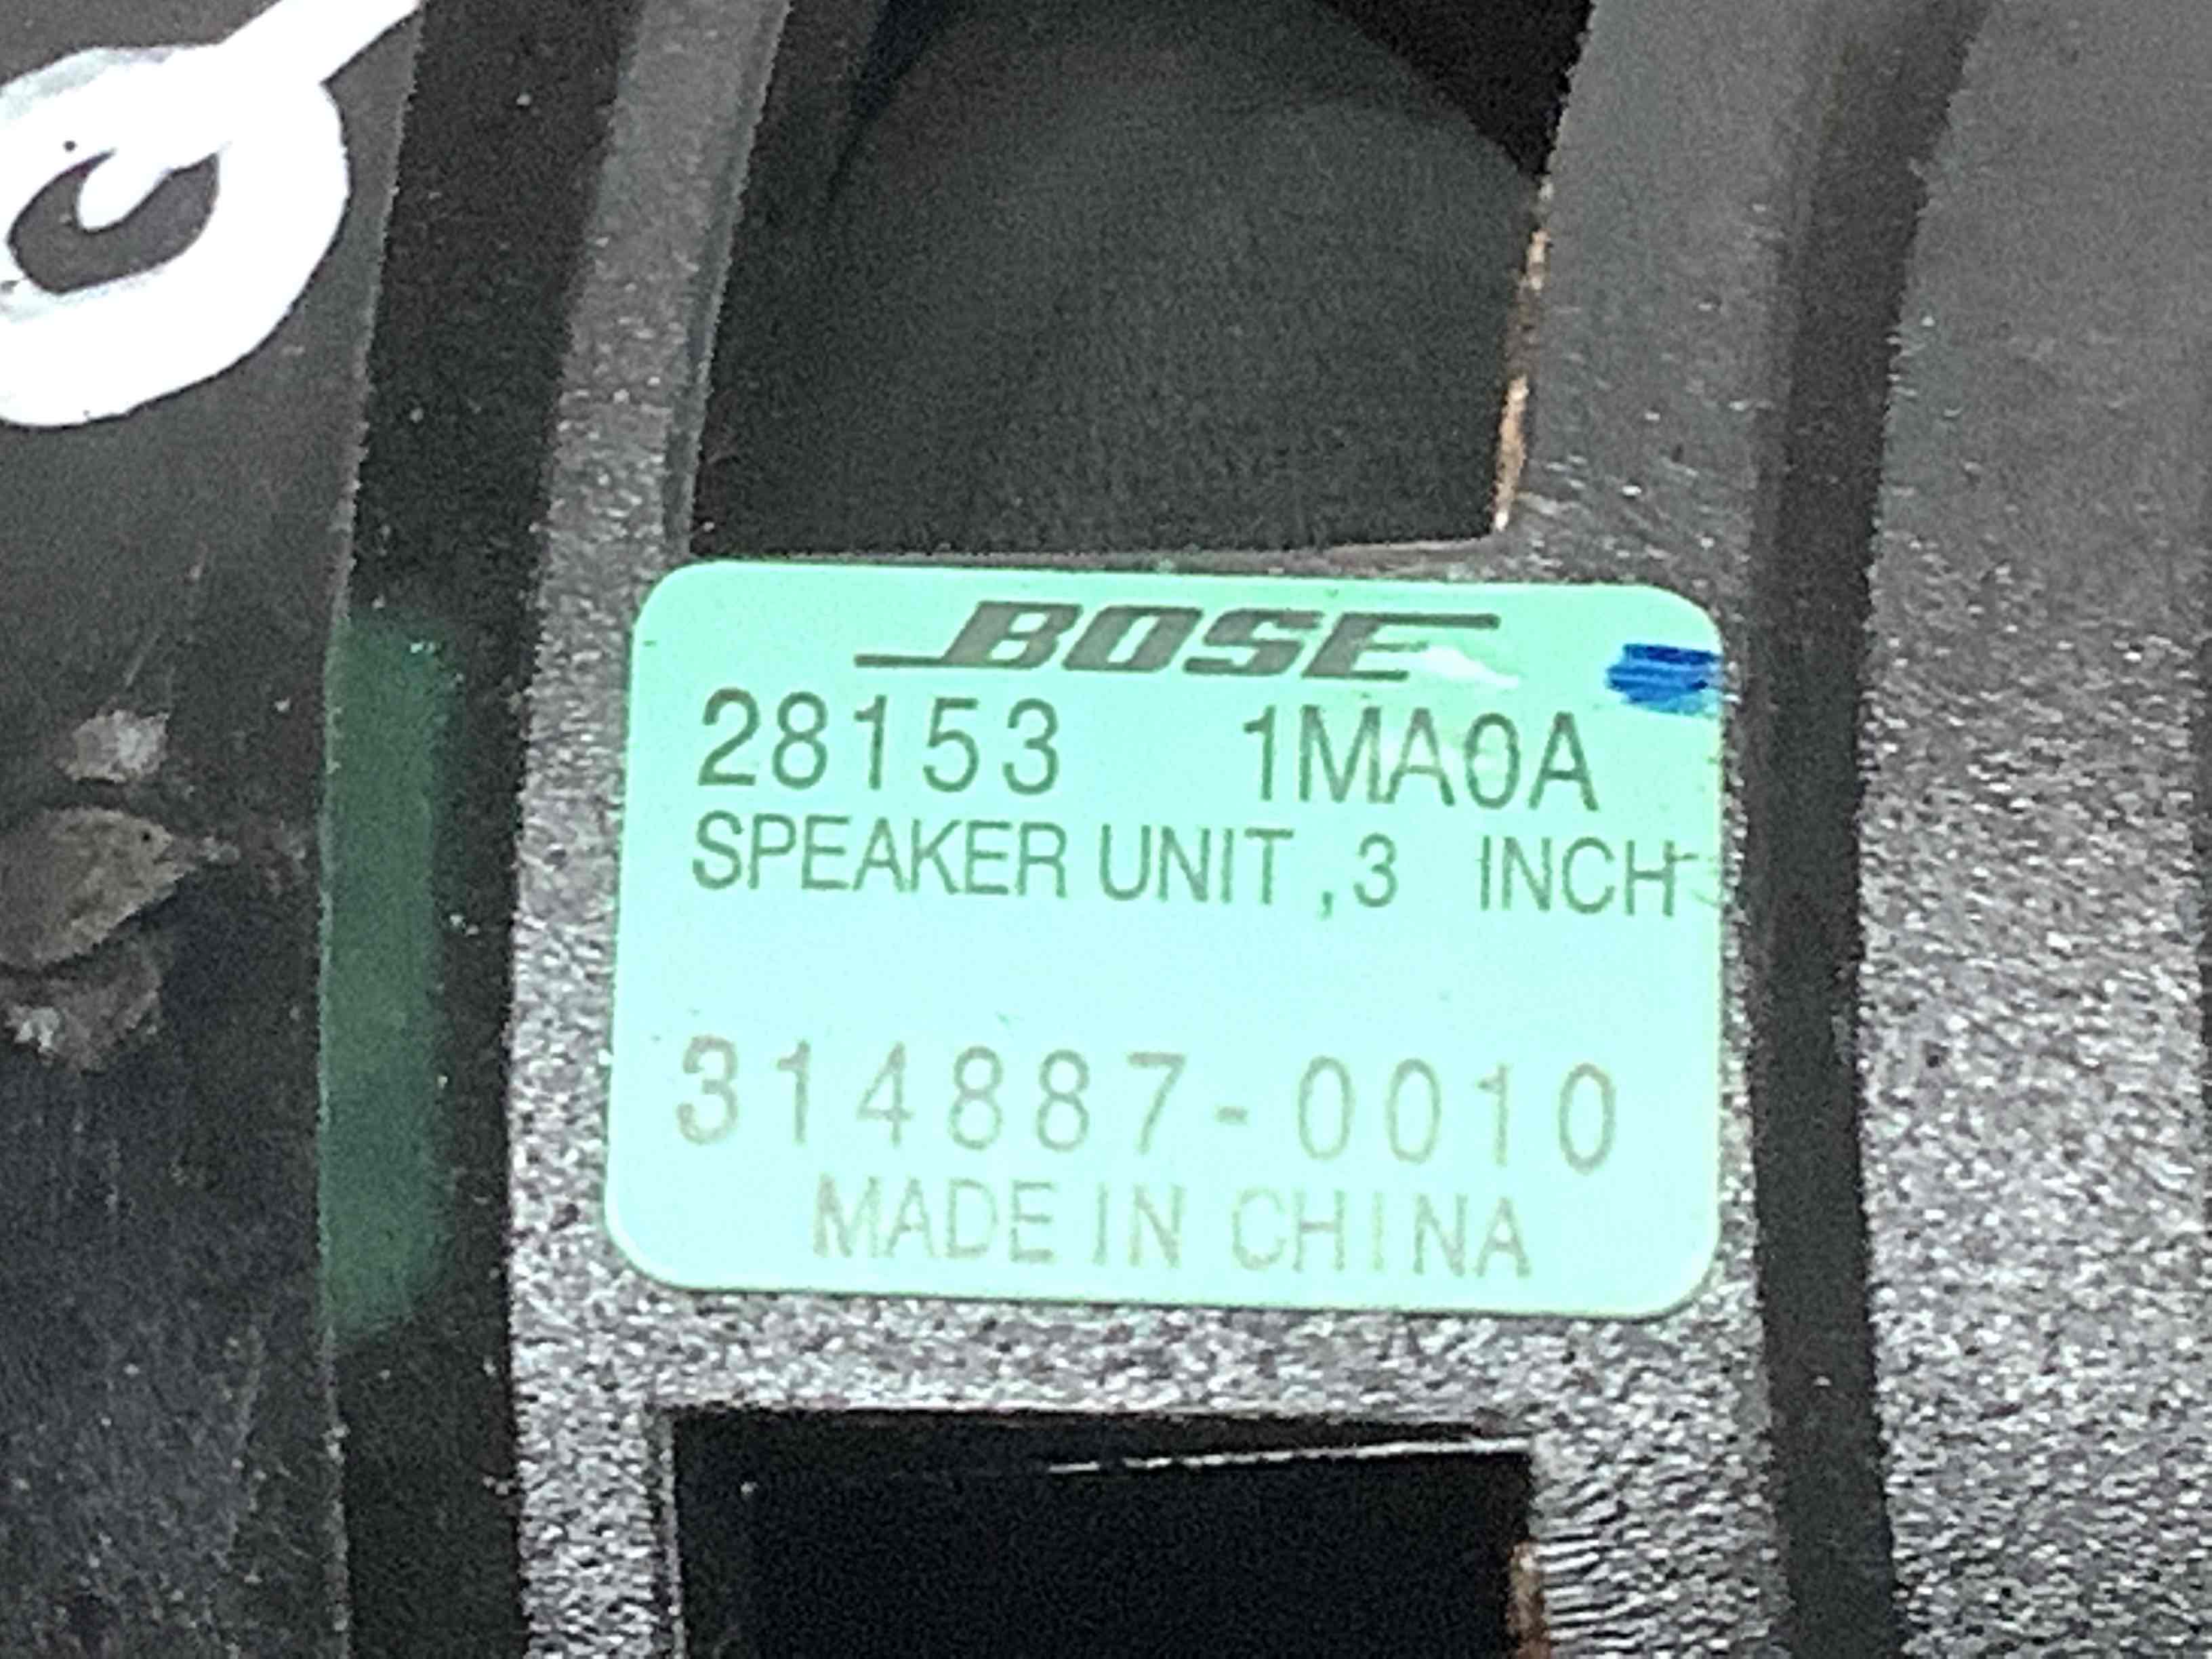 BOSE
28153 1MA0A
SPEAKER UNIT ,3 INCH
314887-0010
MADE IN CHINA